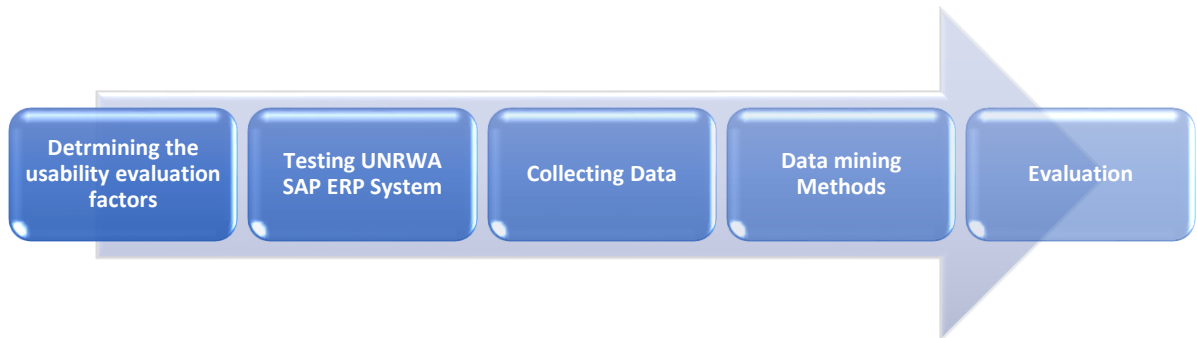 Detrmining the
usability evaluation
factors
Testing UNRWA
SAP ERP System
Collecting Data
Data mining
Methods
Evaluation